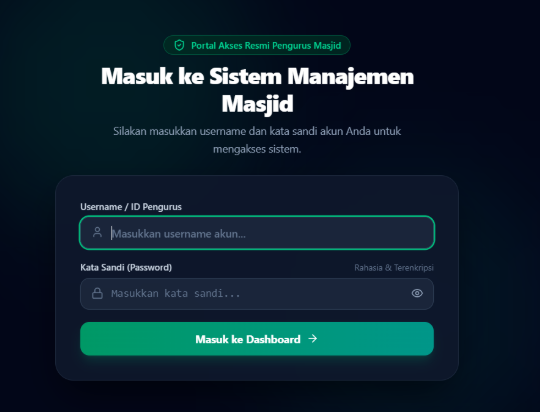 Portal Akses Resmi Pengurus Masjid
Masuk ke Sistem Manajemen
Masjid
Silakan masukkan username dan kata sandi akun Anda untuk
mengakses sistem.
Username / ID Pengurus
Masukkan username akun...
Kata Sandi (Password)
Rahasia & Terenkripsi
Masukkan kata sandi...
Masuk ke Dashboard →